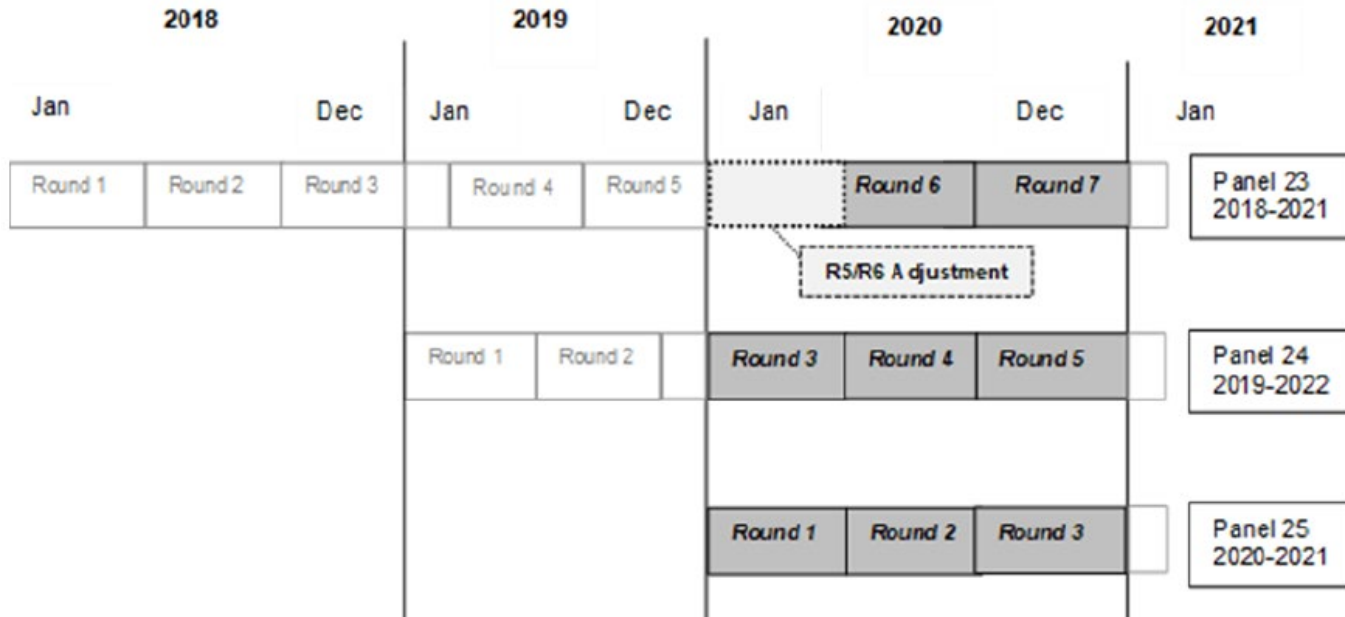 2018 2019 2020 2021
Jan Dec Jan Dec Jan Dec Jan
Round 1 Round 2 Round 3 Round 4 Round 5 Round 6 Round 7 Panel 23
2018-2021
R5/R6 Adjustment
Round 1 Round 2 Round 3 Round 4 Round 5 Panel 24
2019-2022
Round 1 Round 2 Round 3 Panel 25
2020-2021